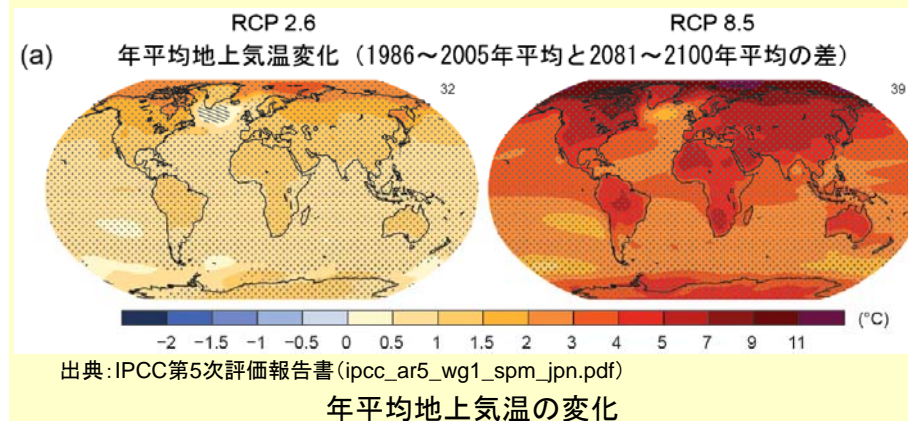 RCP 2.6 RCP 8.5
(a) 年平均地上気温変化(1986～2005年平均と2081～2100年平均の差)
32 39
(°C)
−2 −1.5 −1 −0.5 0 0.5 1 1.5 2 3 4 5 7 9 11
出典:IPCC第5次評価報告書(ipcc_ar5_wg1_spm_jpn.pdf)
年平均地上気温の変化